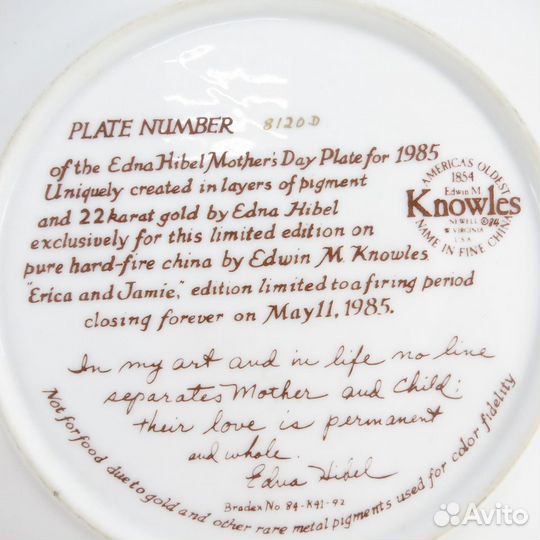 PLATE NUMBER 8120D
of the Edna Hibel Mother's Day Plate for 1985
Uniquely created in layers of pigment
and 22 karat gold by Edna Hibel
exclusively for this limited edition on
pure hard-fire china by Edwin M. Knowles
"Erica and Jamie," edition limited to a firing period
closing forever on May 11, 1985.
AMERICA'S OLDEST
1854
Edwin M
Knowles
NEWELL © 84
W VIRGINIA
U.S.A
NAME IN FINE CHINA
In my art and in life no line
separates Mother and Child:
their love is permanent
and whole.
Edna Hibel
Bradex No. 84-K41-92
Not for food due to gold and other rare metal pigments used for color fidelity
Avito